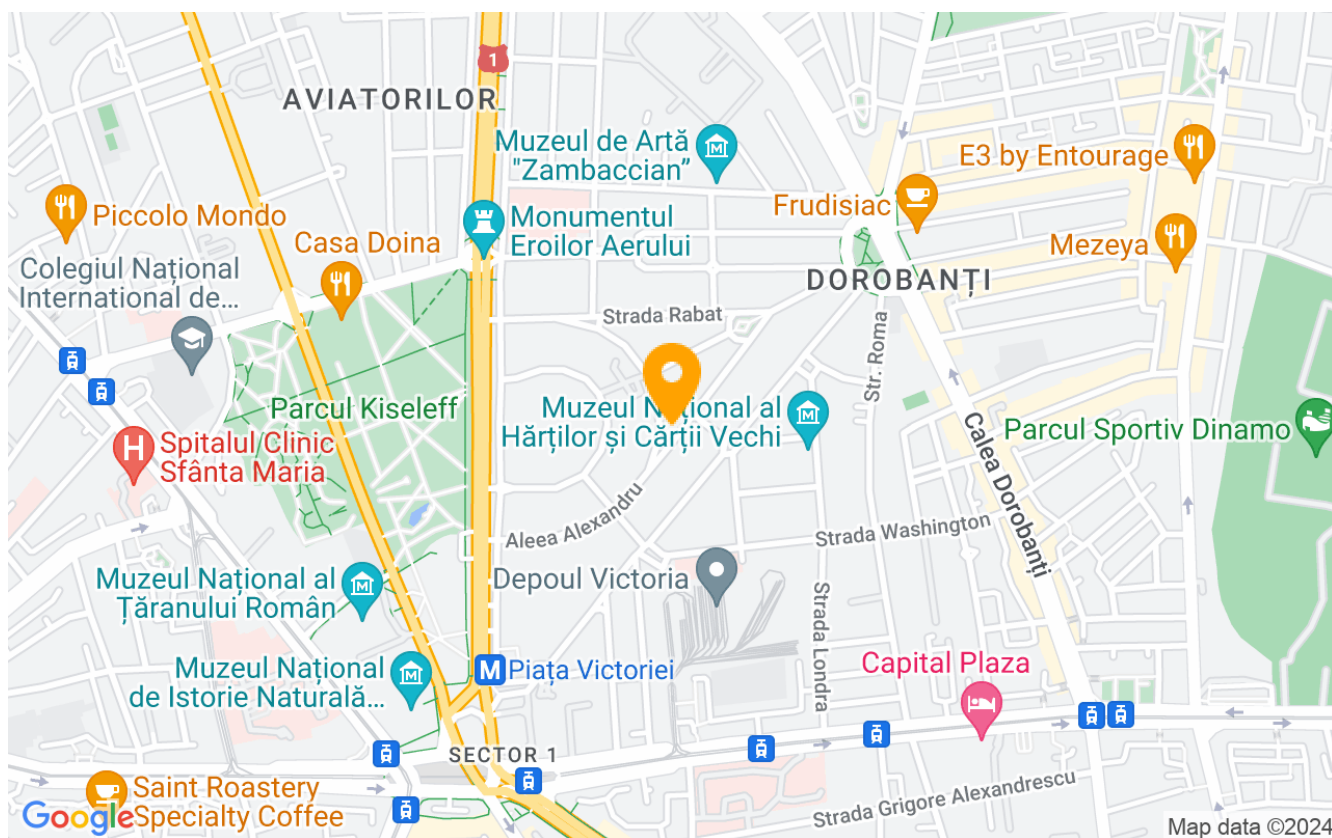 1
AVIATORILOR
Muzeul de Artă
"Zambaccian”
E3 by Entourage
Frudisiac
Piccolo Mondo
Monumentul
Eroilor Aerului
Casa Doina
Mezeya
Colegiul Național
International de...
DOROBANȚI
Strada Rabat
Str. Roma
Parcul Kiseleff
Muzeul Național al
Hărților și Cărții Vechi
Calea Dorobanți
Parcul Sportiv Dinamo
H
Spitalul Clinic
Sfânta Maria
Aleea Alexandru
Strada Washington
Muzeul Național al
Țăranului Român
Depoul Victoria
Strada Londra
Muzeul Național
de Istorie Naturală...
M
Piața Victoriei
Capital Plaza
SECTOR 1
Saint Roastery
Specialty Coffee
Strada Grigore Alexandrescu
Google
Map data ©2024